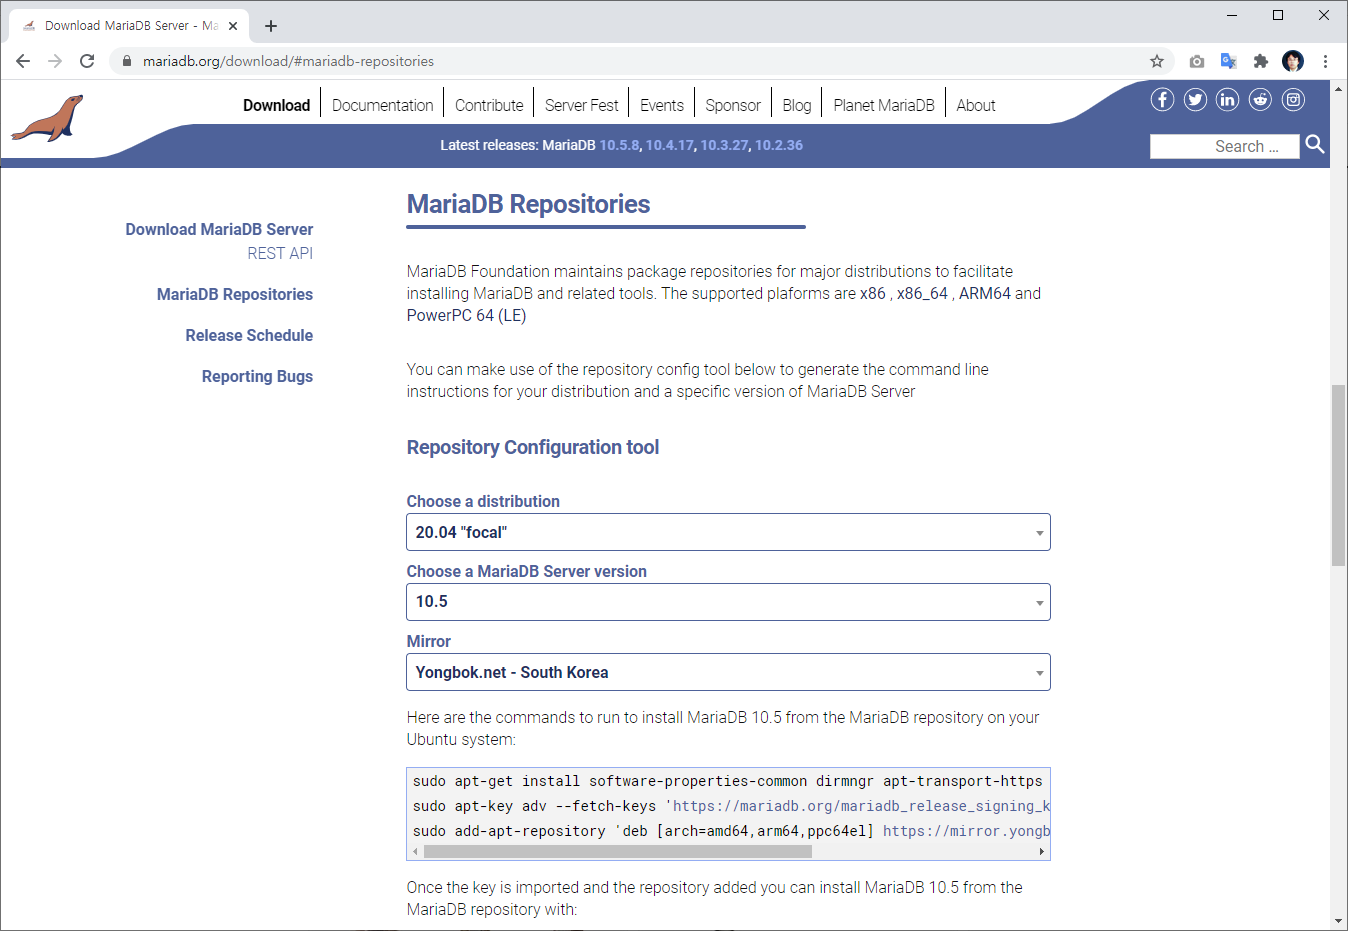 Download MariaDB Server - Ma
mariadb.org/download/#mariadb-repositories
Download
Documentation
Contribute
Server Fest
Events
Sponsor
Blog
Planet MariaDB
About
Latest releases: MariaDB 10.5.8, 10.4.17, 10.3.27, 10.2.36
Search ...
Download MariaDB Server
REST API
MariaDB Repositories
Release Schedule
Reporting Bugs
MariaDB Repositories
MariaDB Foundation maintains package repositories for major distributions to facilitate
installing MariaDB and related tools. The supported plaforms are x86 , x86_64 , ARM64 and
PowerPC 64 (LE)
You can make use of the repository config tool below to generate the command line
instructions for your distribution and a specific version of MariaDB Server
Repository Configuration tool
Choose a distribution
20.04 "focal"
Choose a MariaDB Server version
10.5
Mirror
Yongbok.net - South Korea
Here are the commands to run to install MariaDB 10.5 from the MariaDB repository on your
Ubuntu system:
sudo apt-get install software-properties-common dirmngr apt-transport-https
sudo apt-key adv --fetch-keys 'https://mariadb.org/mariadb_release_signing_k
sudo add-apt-repository 'deb [arch=amd64,arm64,ppc64el] https://mirror.yongb
Once the key is imported and the repository added you can install MariaDB 10.5 from the
MariaDB repository with: